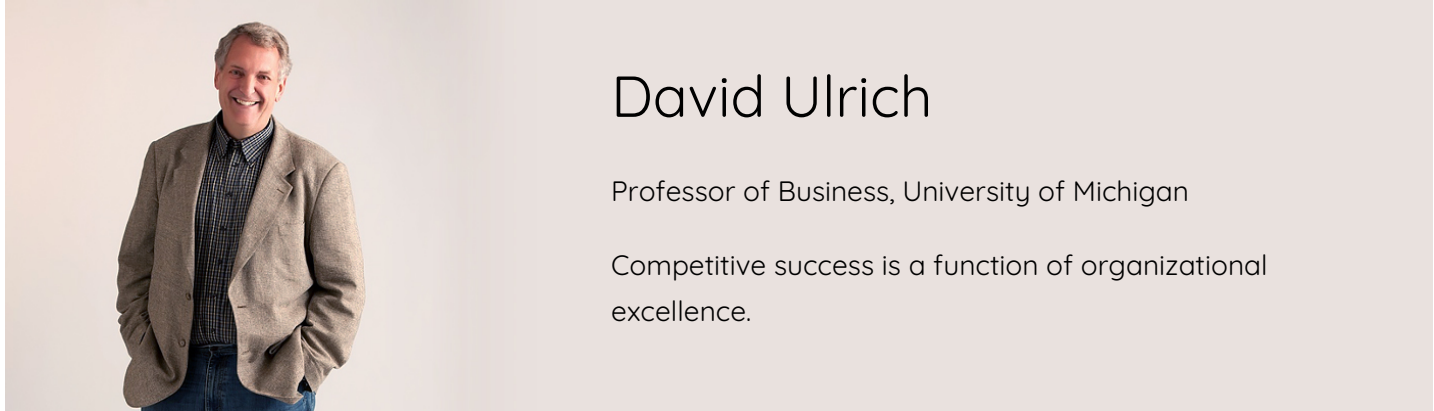 David Ulrich
Professor of Business, University of Michigan
Competitive success is a function of organizational
excellence.